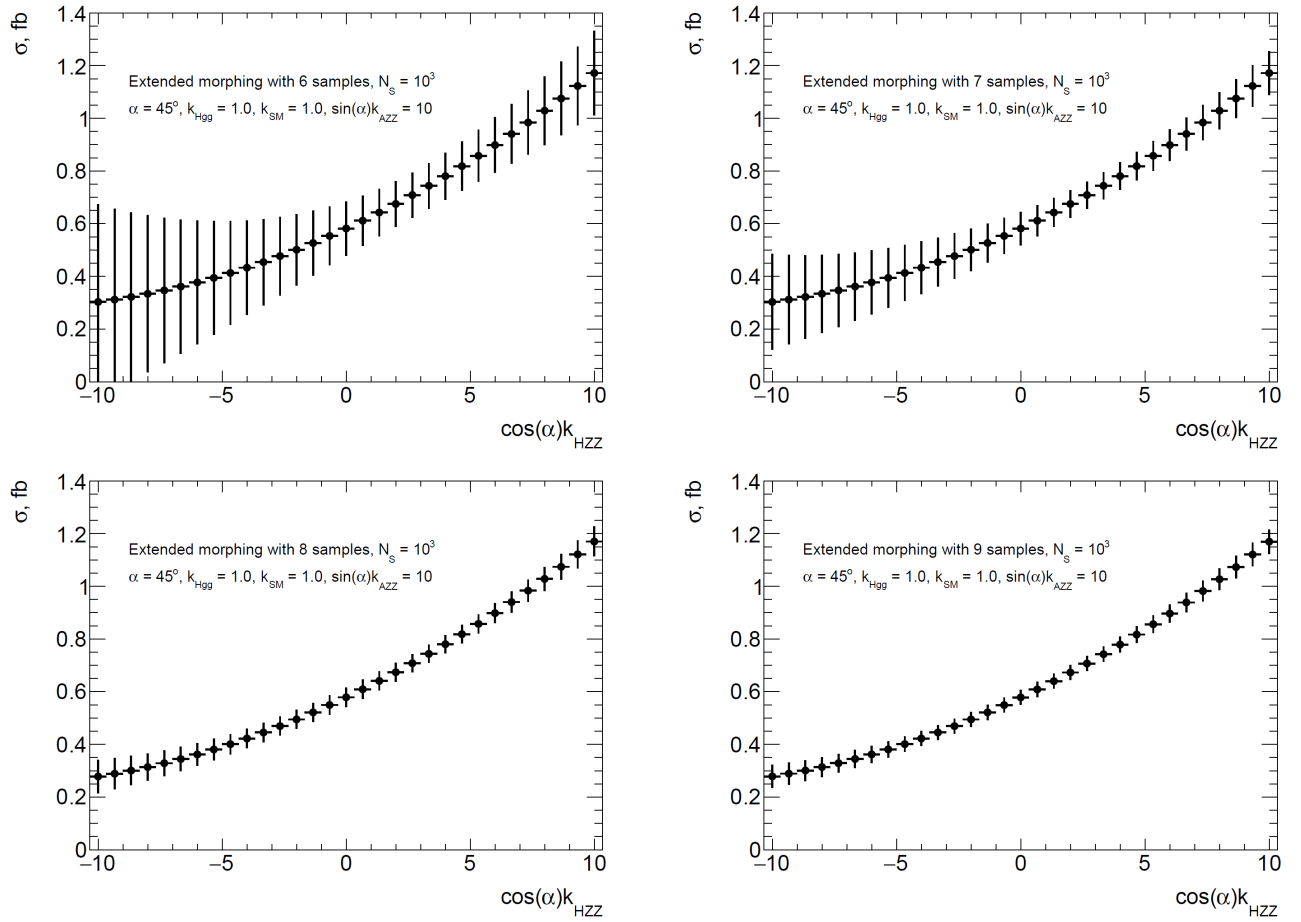 σ, fb
1.4
1.2
1
0.8
0.6
0.4
0.2
0
Extended morphing with 6 samples, N_S = 10^3
α = 45°, k_Hgg = 1.0, k_SM = 1.0, sin(α)k_AZZ = 10
−10 −5 0 5 10
cos(α)k_HZZ
σ, fb
1.4
1.2
1
0.8
0.6
0.4
0.2
0
Extended morphing with 7 samples, N_S = 10^3
α = 45°, k_Hgg = 1.0, k_SM = 1.0, sin(α)k_AZZ = 10
−10 −5 0 5 10
cos(α)k_HZZ
σ, fb
1.4
1.2
1
0.8
0.6
0.4
0.2
0
Extended morphing with 8 samples, N_S = 10^3
α = 45°, k_Hgg = 1.0, k_SM = 1.0, sin(α)k_AZZ = 10
−10 −5 0 5 10
cos(α)k_HZZ
σ, fb
1.4
1.2
1
0.8
0.6
0.4
0.2
0
Extended morphing with 9 samples, N_S = 10^3
α = 45°, k_Hgg = 1.0, k_SM = 1.0, sin(α)k_AZZ = 10
−10 −5 0 5 10
cos(α)k_HZZ